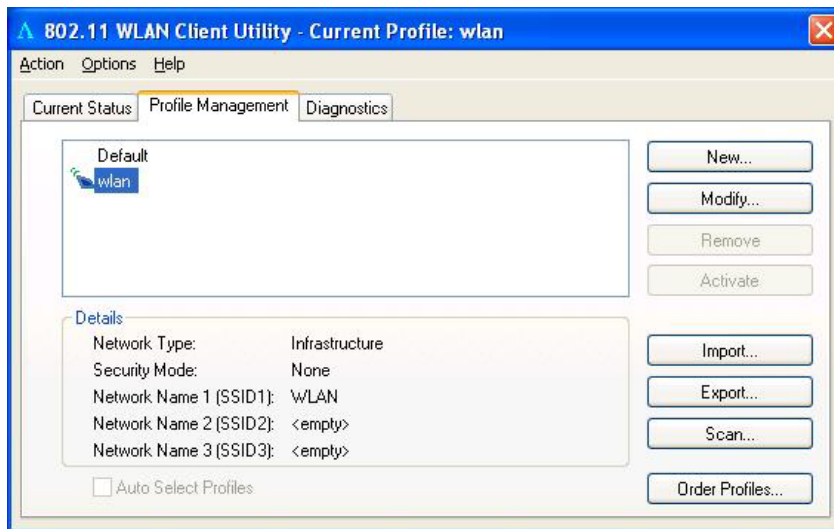 802.11 WLAN Client Utility - Current Profile: wlan
Action Options Help
Current Status Profile Management Diagnostics
Default
wlan
New...
Modify...
Remove
Activate
Details
Network Type: Infrastructure
Security Mode: None
Network Name 1 (SSID1): WLAN
Network Name 2 (SSID2): <empty>
Network Name 3 (SSID3): <empty>
Auto Select Profiles
Import...
Export...
Scan...
Order Profiles...